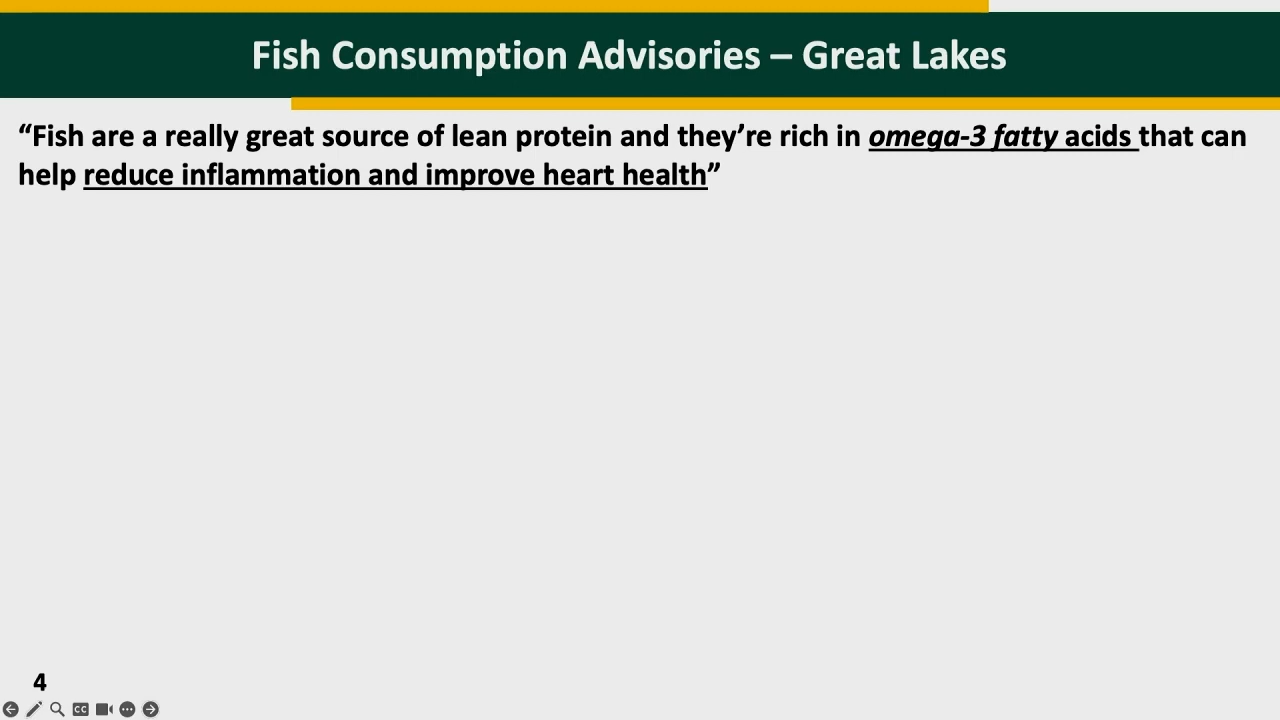 Fish Consumption Advisories – Great Lakes
“Fish are a really great source of lean protein and they’re rich in omega-3 fatty acids that can
help reduce inflammation and improve heart health”
4
CC